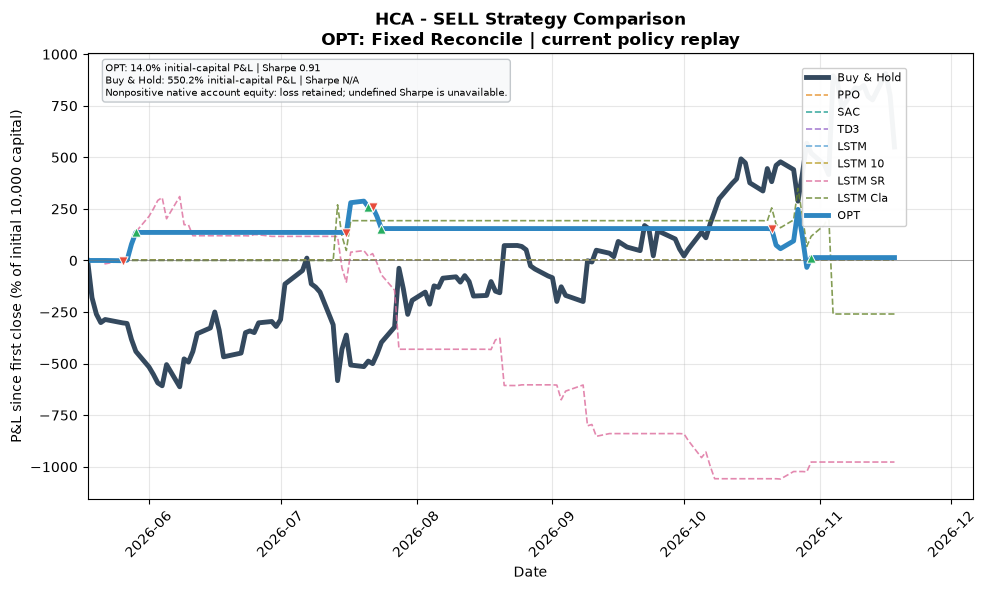 HCA - SELL Strategy Comparison
OPT: Fixed Reconcile | current policy replay
OPT: 14.0% initial-capital P&L | Sharpe 0.91
Buy & Hold: 550.2% initial-capital P&L | Sharpe N/A
Nonpositive native account equity: loss retained; undefined Sharpe is unavailable.
Buy & Hold
PPO
SAC
TD3
LSTM
LSTM 10
LSTM SR
LSTM Cla
OPT
P&L since first close (% of initial 10,000 capital)
1000
750
500
250
0
−250
−500
−750
−1000
2026-06
2026-07
2026-08
2026-09
2026-10
2026-11
2026-12
Date